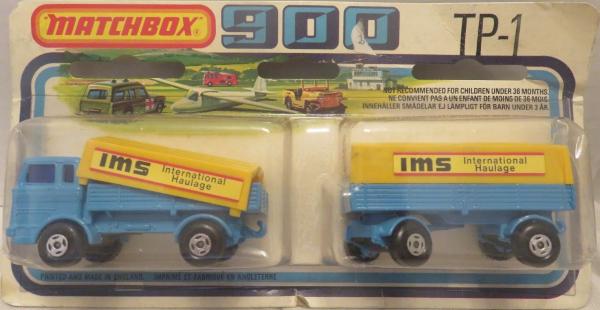 MATCHBOX
900
TP-1
NOT RECOMMENDED FOR CHILDREN UNDER 36 MONTHS.
NE CONVIENT PAS A UN ENFANT DE MOINS DE 36 MOIS.
INNEHÅLLER SMÅDELAR EJ LÄMPLIGT FÖR BARN UNDER 3 ÅR.
IMS International
Haulage
IMS International
Haulage
PRINTED AND MADE IN ENGLAND. IMPRIMÉ ET FABRIQUÉ EN ANGLETERRE